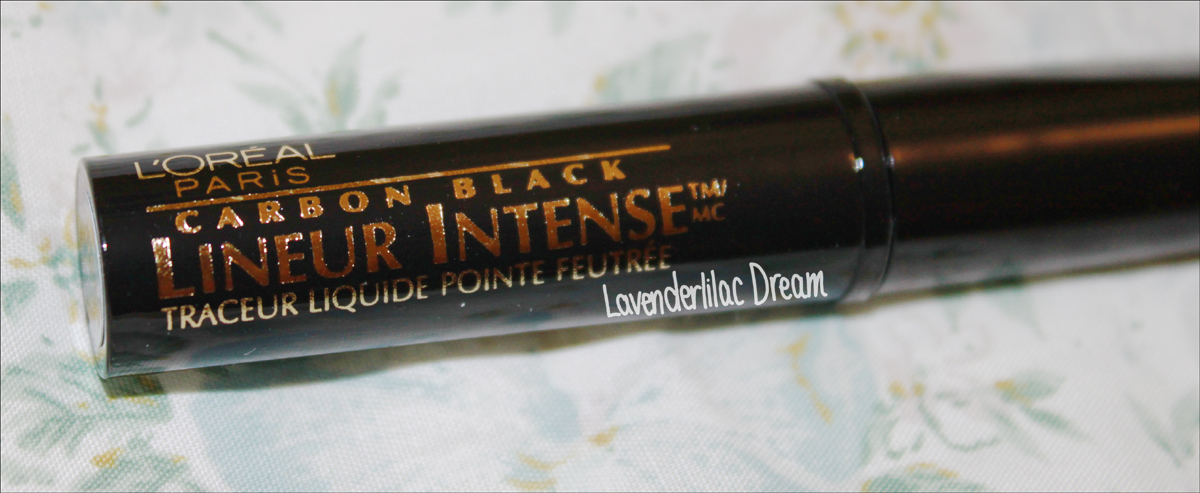 L'ORÉAL
PARiS
CARBON BLACK
LINEUR INTENSE™/MC
TRACEUR LIQUIDE POINTE FEUTRÉE
Lavenderlilac Dream